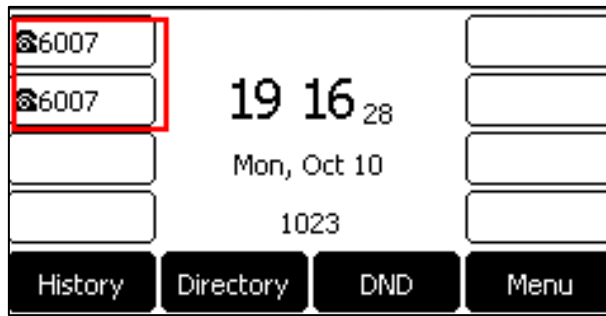 ☎6007
☎6007
19 16 28
Mon, Oct 10
1023
History Directory DND Menu